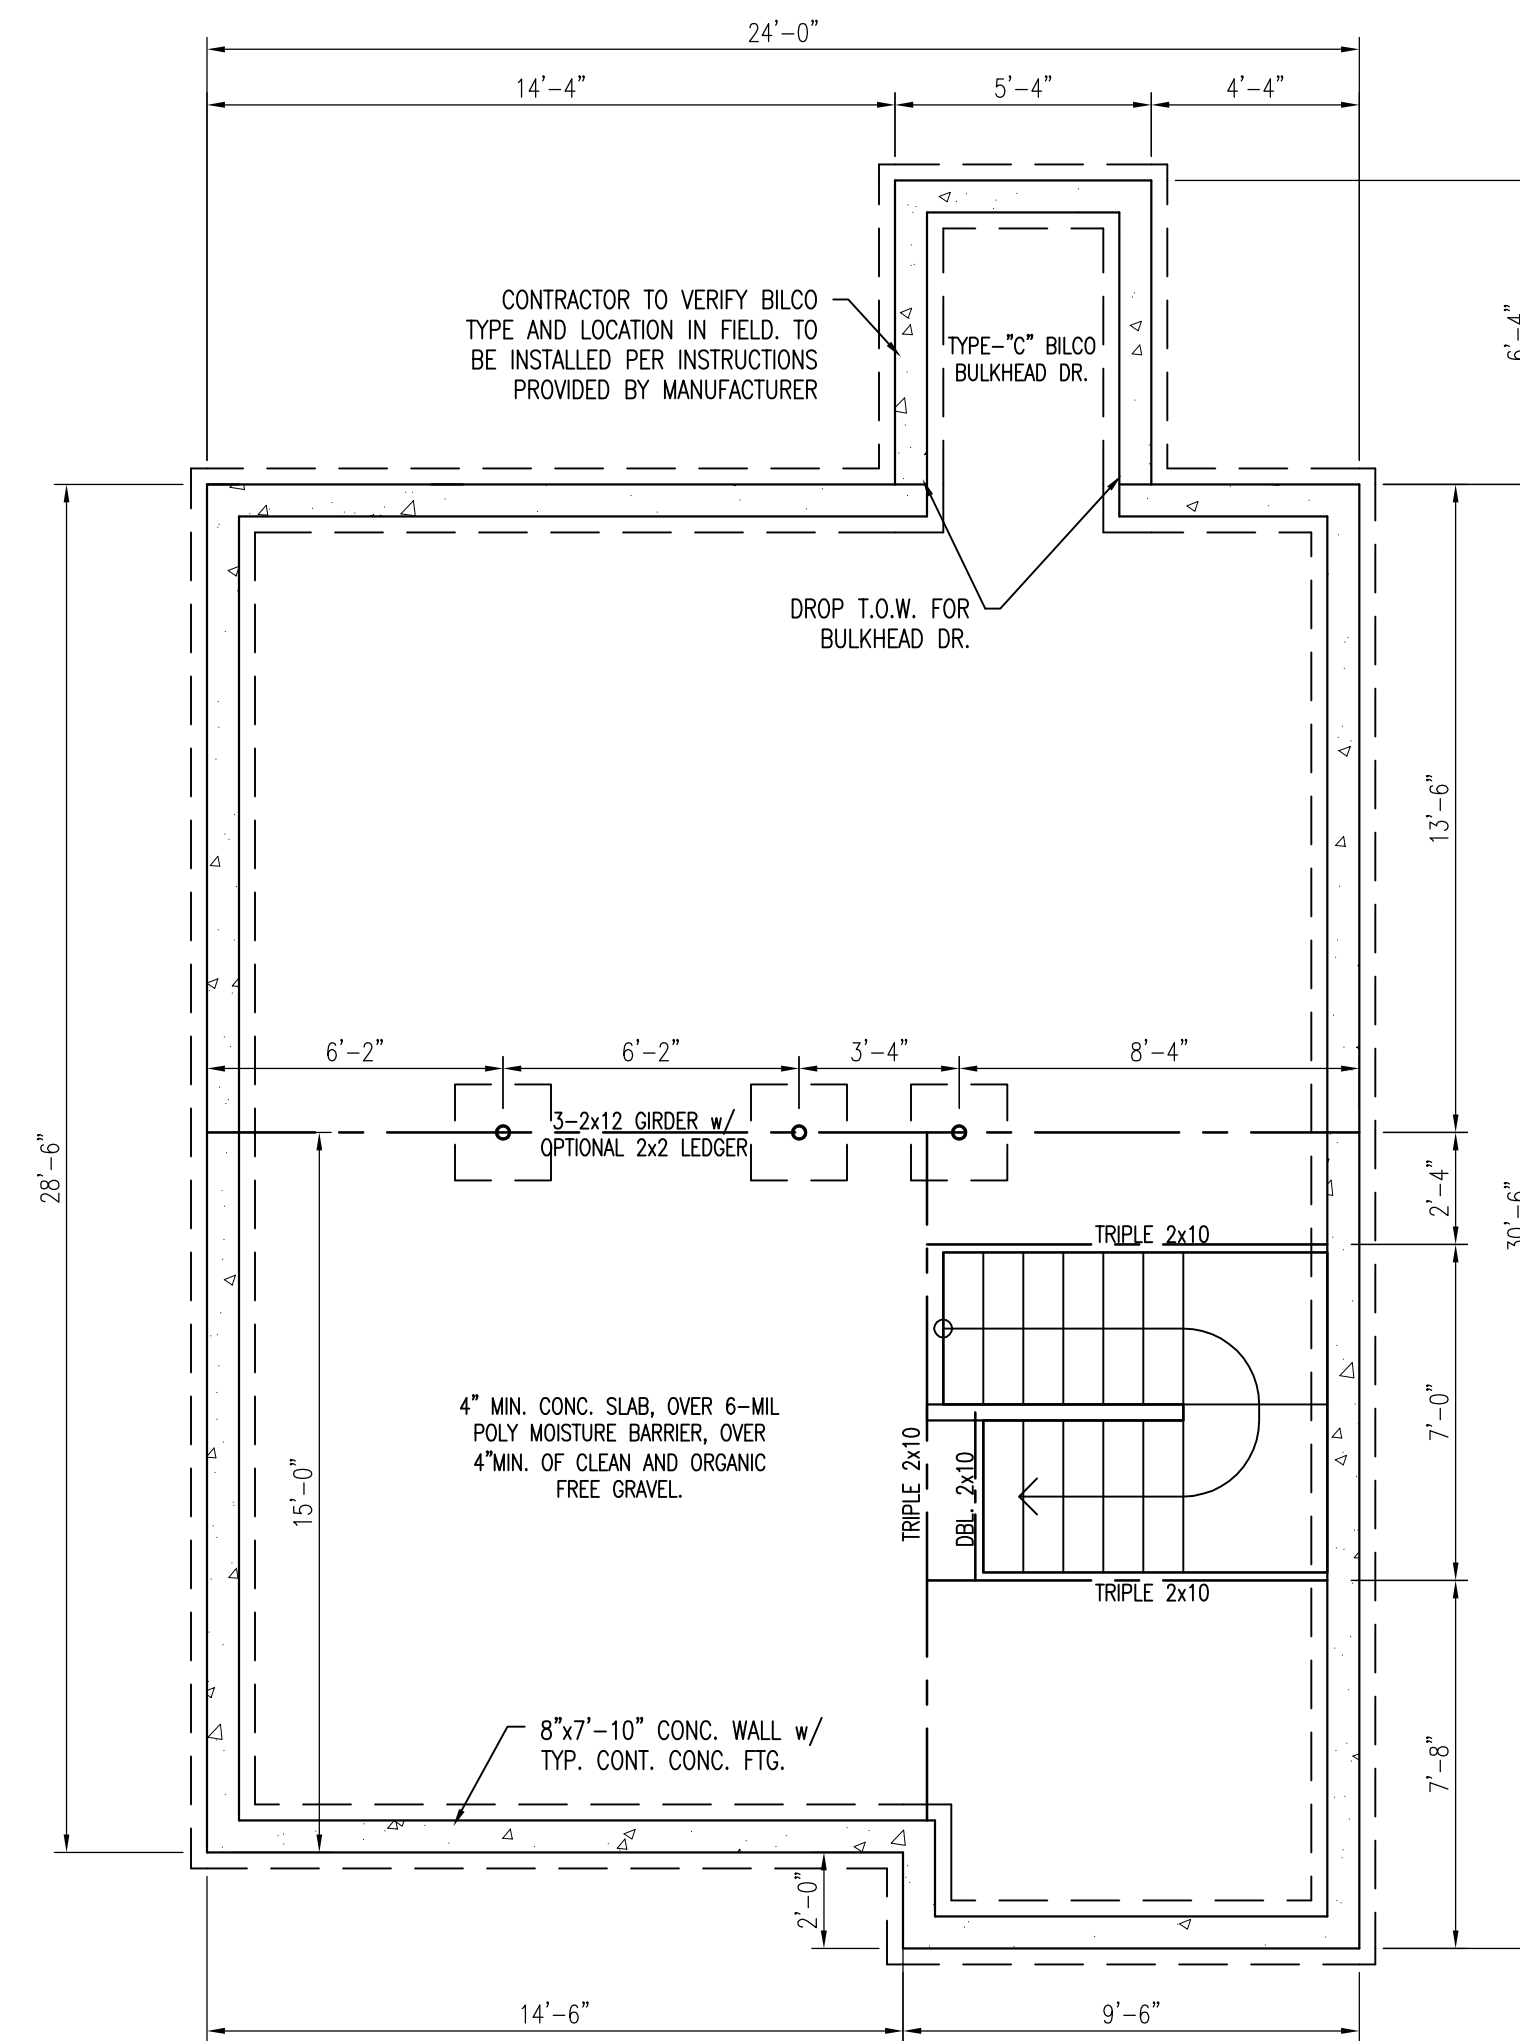 24'-0"
14'-4"
5'-4"
4'-4"
CONTRACTOR TO VERIFY BILCO
TYPE AND LOCATION IN FIELD. TO
BE INSTALLED PER INSTRUCTIONS
PROVIDED BY MANUFACTURER
TYPE-"C" BILCO
BULKHEAD DR.
6'-4"
DROP T.O.W. FOR
BULKHEAD DR.
13'-6"
6'-2"
6'-2"
3'-4"
8'-4"
3-2x12 GIRDER w/
OPTIONAL 2x2 LEDGER
28'-6"
2'-4"
30'-6"
TRIPLE 2x10
4" MIN. CONC. SLAB, OVER 6-MIL
POLY MOISTURE BARRIER, OVER
4"MIN. OF CLEAN AND ORGANIC
FREE GRAVEL.
15'-0"
TRIPLE 2x10
DBL. 2x10
7'-0"
TRIPLE 2x10
8"x7'-10" CONC. WALL w/
TYP. CONT. CONC. FTG.
7'-8"
2'-0"
14'-6"
9'-6"